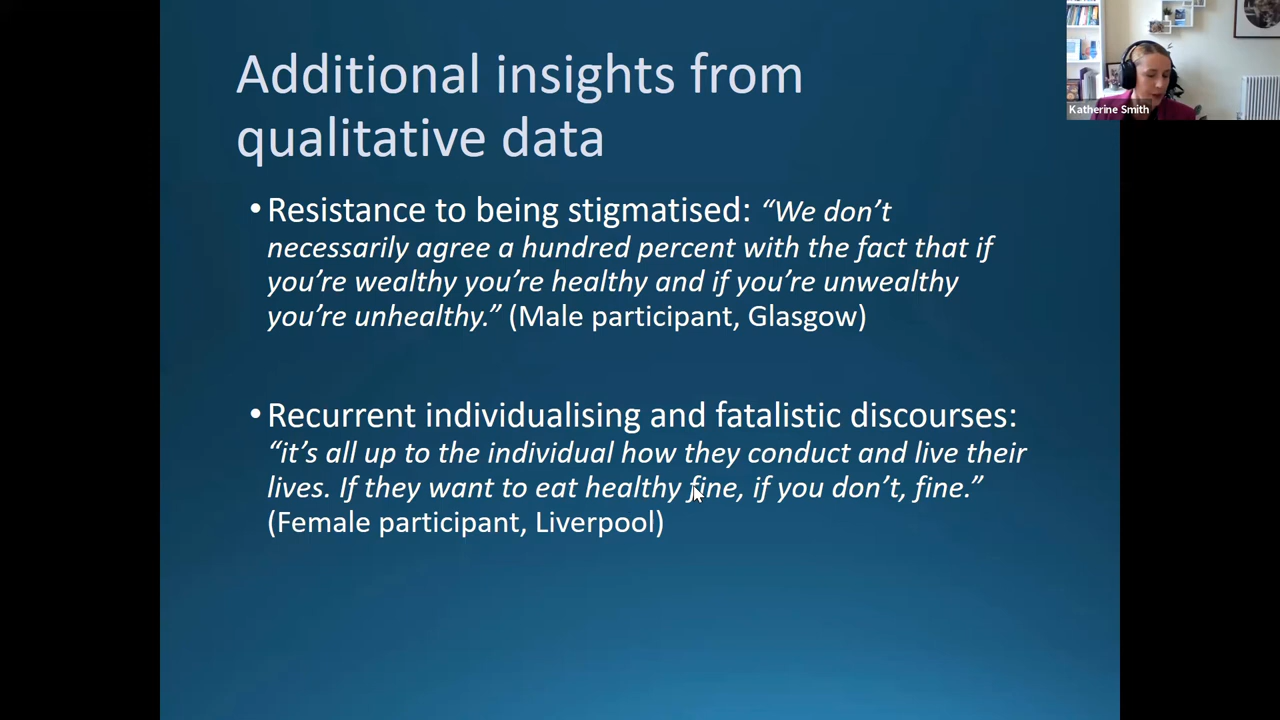 Additional insights from
qualitative data
•Resistance to being stigmatised: “We don’t
necessarily agree a hundred percent with the fact that if
you’re wealthy you’re healthy and if you’re unwealthy
you’re unhealthy.” (Male participant, Glasgow)
•Recurrent individualising and fatalistic discourses:
“it’s all up to the individual how they conduct and live their
lives. If they want to eat healthy fine, if you don’t, fine.”
(Female participant, Liverpool)
Katherine Smith